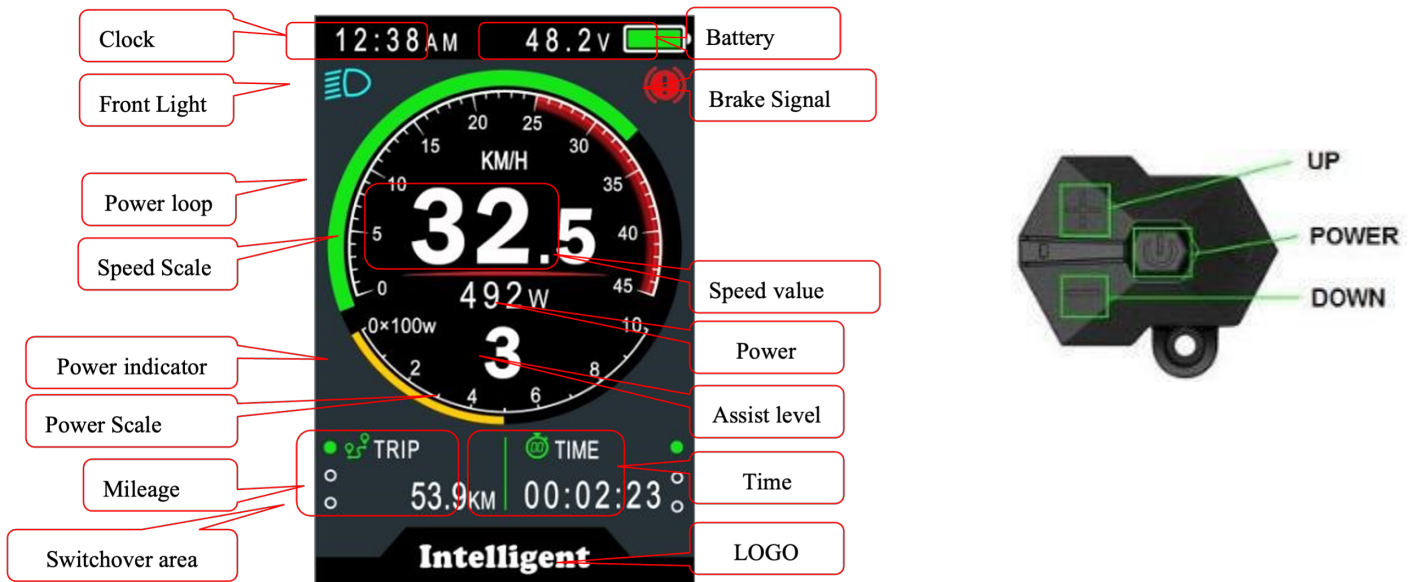 Clock
Front Light
Power loop
Speed Scale
Power indicator
Power Scale
Mileage
Switchover area
12:38AM
48.2V
20
25
15
30
KM/H
10
35
32.5
5
40
0
45
492W
0×100w
10
3
2
8
4
6
TRIP
TIME
53.9KM
00:02:23
Intelligent
Battery
Brake Signal
Speed value
Power
Assist level
Time
LOGO
UP
POWER
DOWN